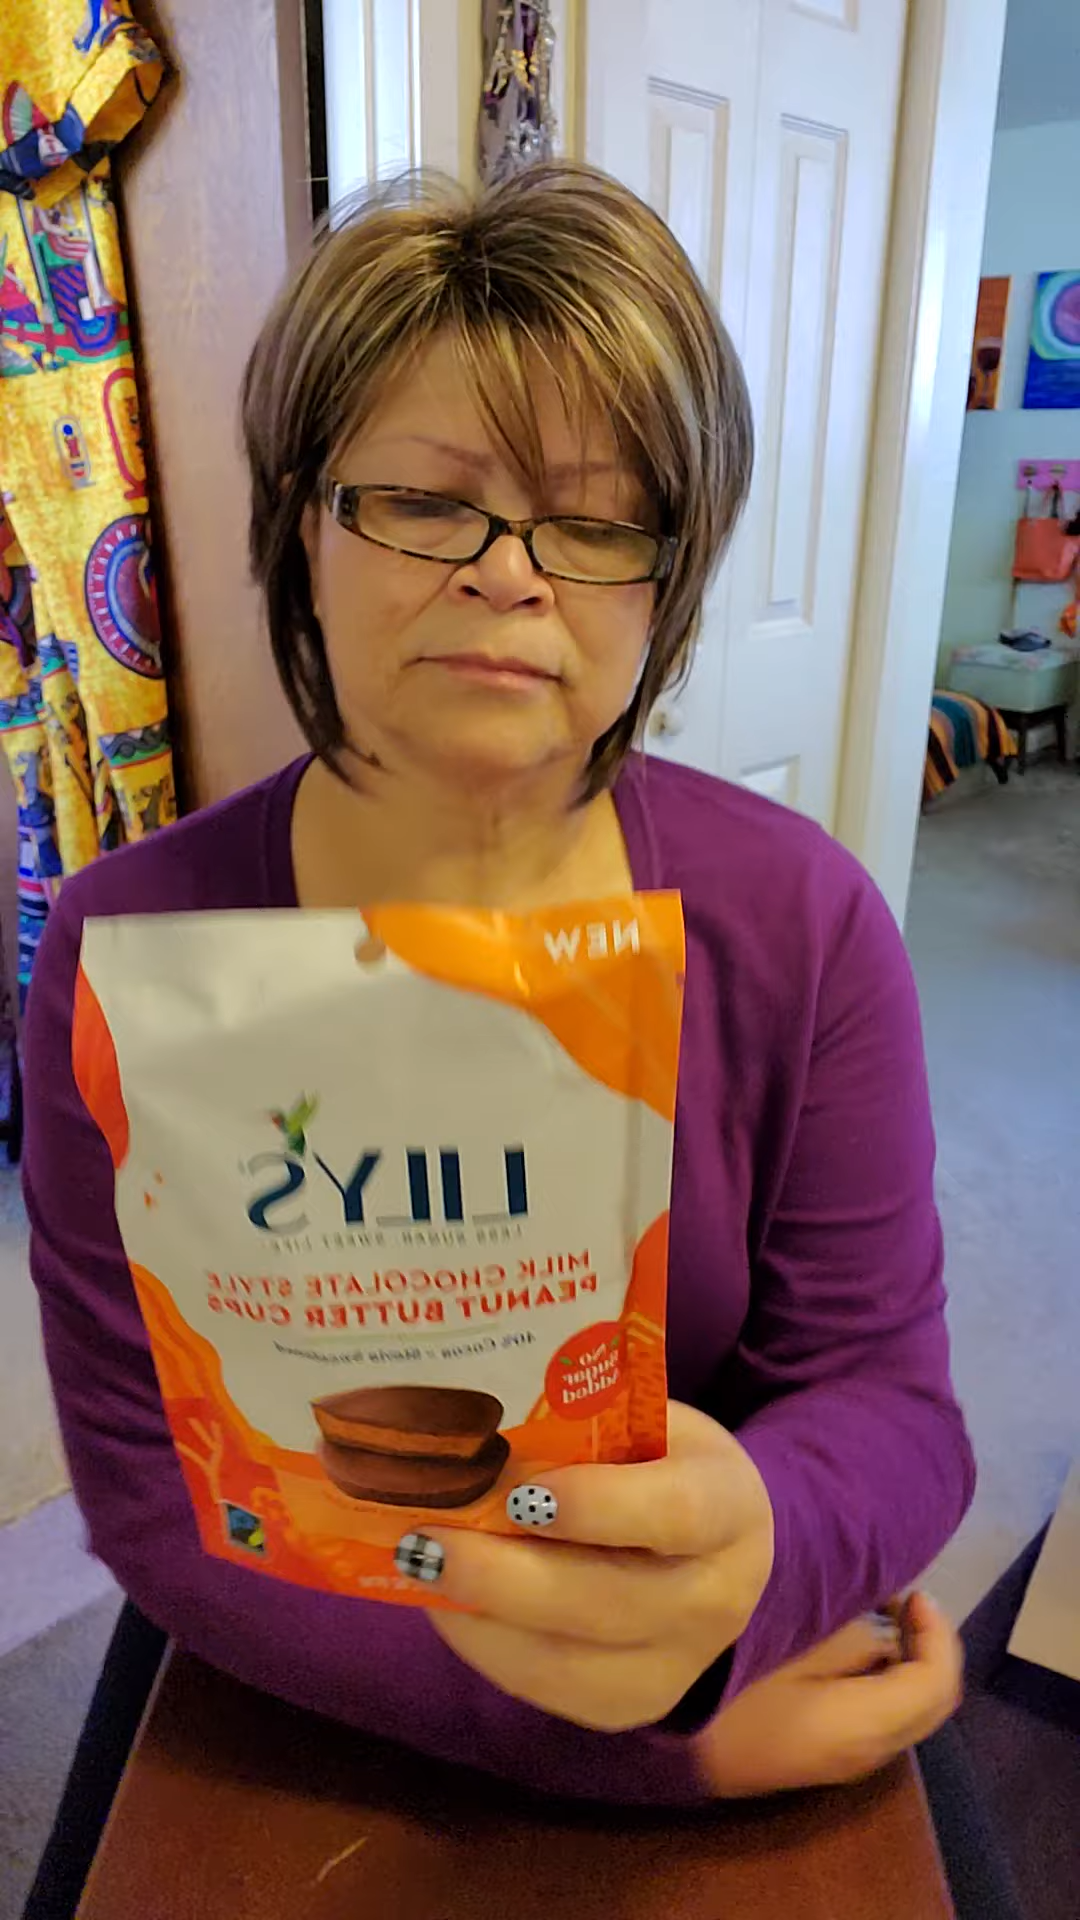 NEW
LILY'S
LESS SUGAR. SWEET LIFE.
MILK CHOCOLATE STYLE
PEANUT BUTTER CUPS
40% Cocoa • Stevia Sweetened
No
Sugar
Added